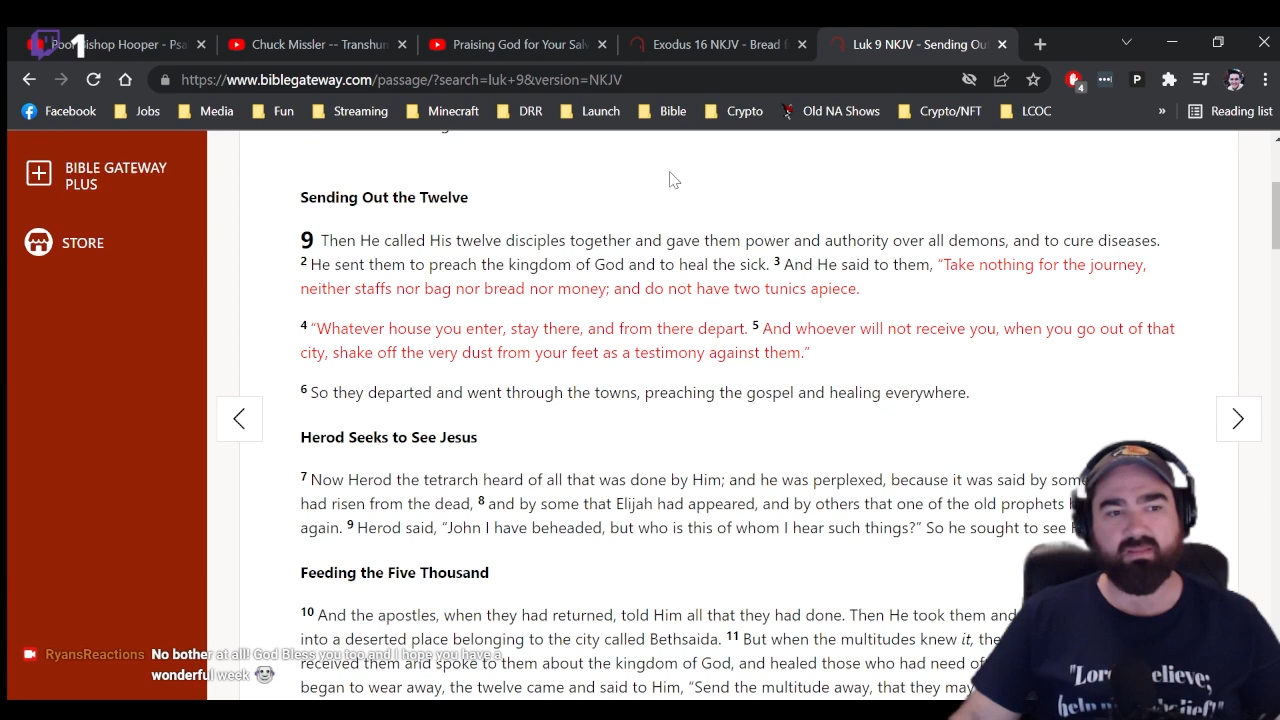 1
Poor Bishop Hooper - Psa
Chuck Missler -- Transhun
Praising God for Your Sal
Exodus 16 NKJV - Bread f
Luk 9 NKJV - Sending Ou
https://www.biblegateway.com/passage/?search=luk+9&version=NKJV
4
P
Facebook Jobs Media Fun Streaming Minecraft DRR Launch Bible Crypto Old NA Shows Crypto/NFT LCOC » Reading list
BIBLE GATEWAY
PLUS
STORE
Sending Out the Twelve
9 Then He called His twelve disciples together and gave them power and authority over all demons, and to cure diseases.
2 He sent them to preach the kingdom of God and to heal the sick. 3 And He said to them, “Take nothing for the journey,
neither staffs nor bag nor bread nor money; and do not have two tunics apiece.
4 “Whatever house you enter, stay there, and from there depart. 5 And whoever will not receive you, when you go out of that
city, shake off the very dust from your feet as a testimony against them.”
6 So they departed and went through the towns, preaching the gospel and healing everywhere.
Herod Seeks to See Jesus
7 Now Herod the tetrarch heard of all that was done by Him; and he was perplexed, because it was said by some
had risen from the dead, 8 and by some that Elijah had appeared, and by others that one of the old prophets
again. 9 Herod said, “John I have beheaded, but who is this of whom I hear such things?” So he sought to see
Feeding the Five Thousand
10 And the apostles, when they had returned, told Him all that they had done. Then He took them and
into a deserted place belonging to the city called Bethsaida. 11 But when the multitudes knew it, the
received them and spoke to them about the kingdom of God, and healed those who had need of
began to wear away, the twelve came and said to Him, “Send the multitude away, that they may
RyansReactions No bother at all! God Bless you top and I hope you have a
wonderful week
"Lor elieve;
help belief!"